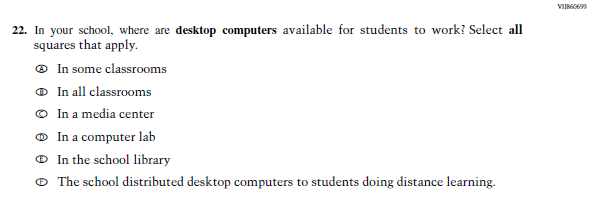 VH860699
22. In your school, where are desktop computers available for students to work? Select all
squares that apply.
A In some classrooms
B In all classrooms
C In a media center
D In a computer lab
E In the school library
F The school distributed desktop computers to students doing distance learning.